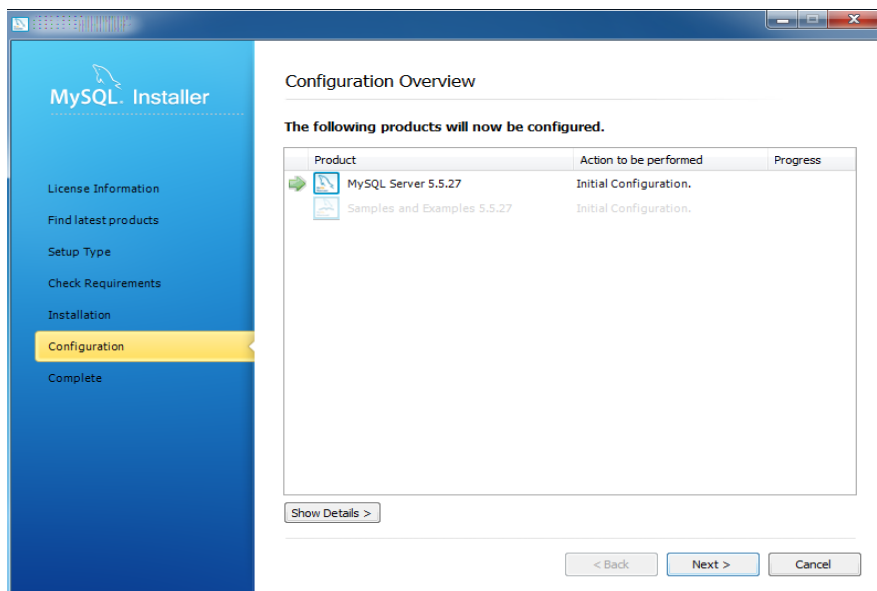 MySQL. Installer
License Information
Find latest products
Setup Type
Check Requirements
Installation
Configuration
Complete
Configuration Overview
The following products will now be configured.
Product Action to be performed Progress
MySQL Server 5.5.27 Initial Configuration.
Samples and Examples 5.5.27 Initial Configuration.
Show Details >
< Back Next > Cancel